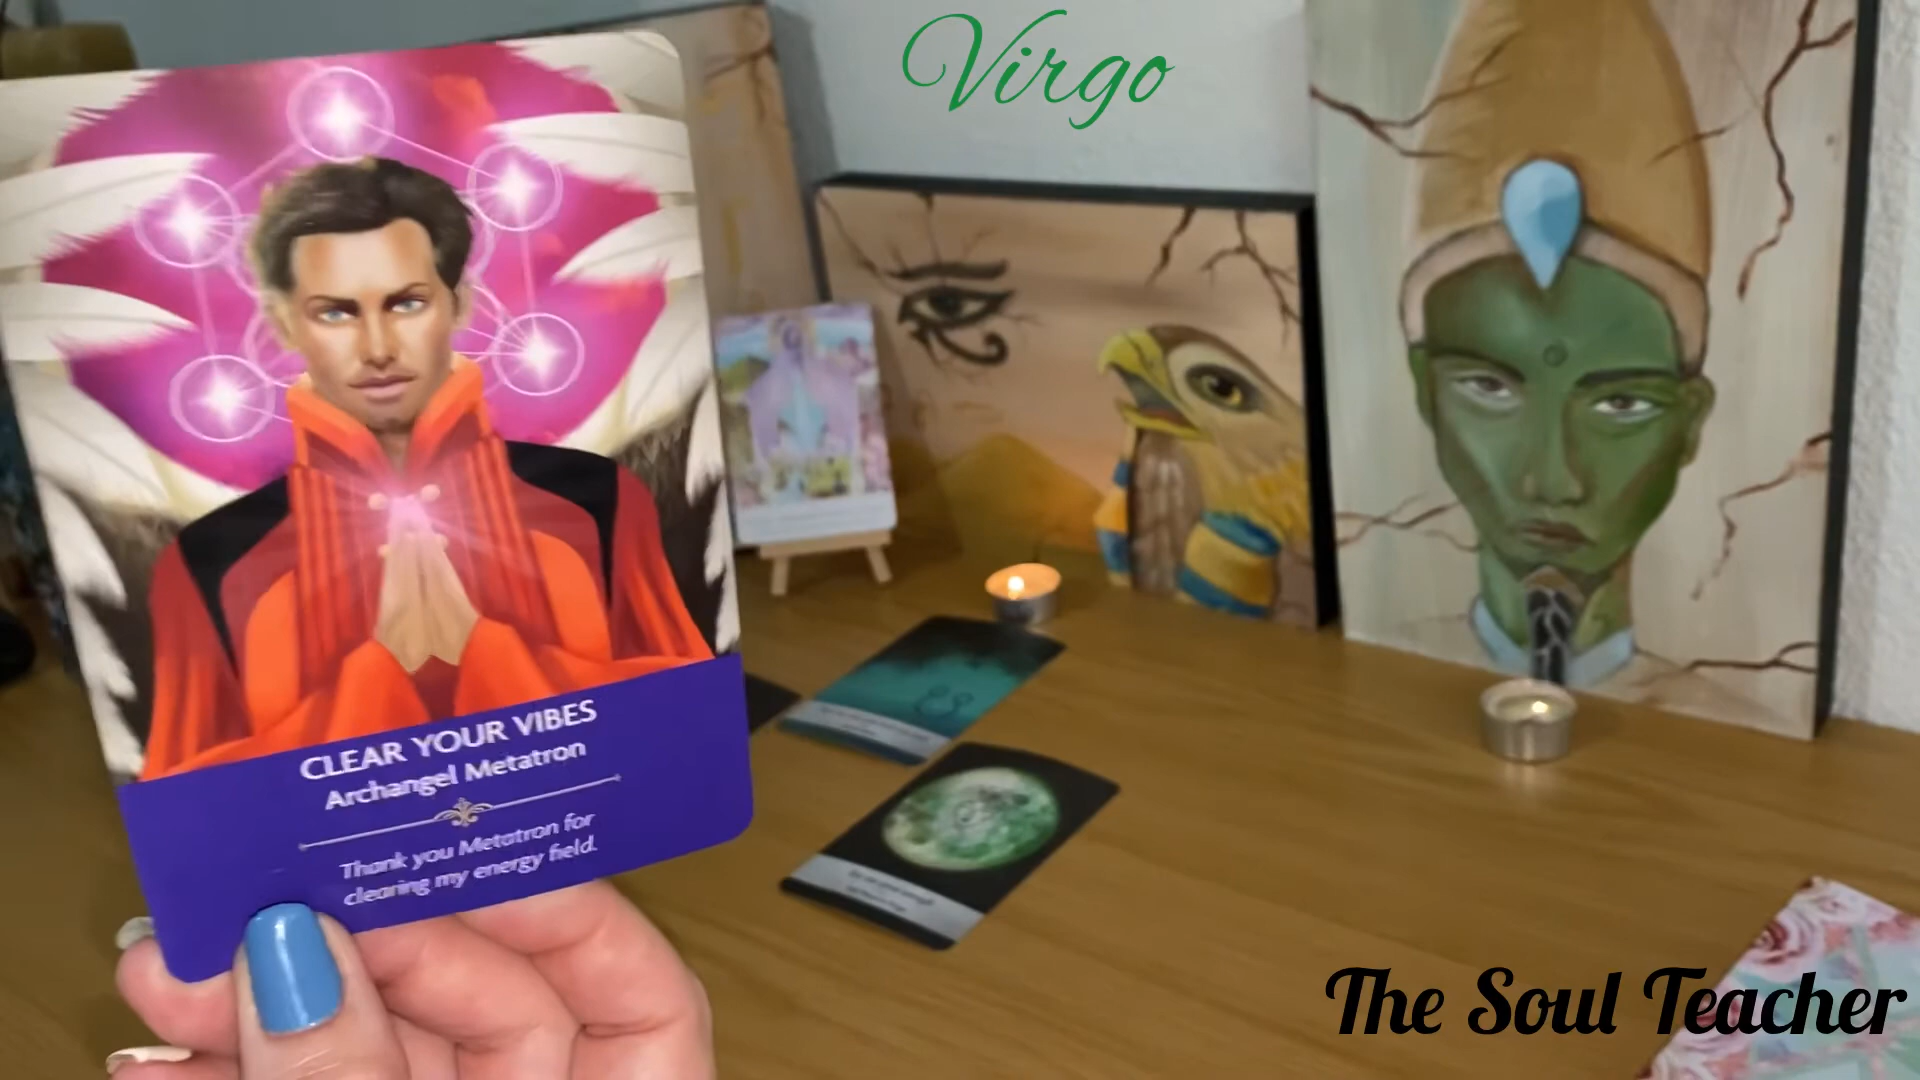 Virgo
CLEAR YOUR VIBES
Archangel Metatron
Thank you Metatron for
clearing my energy field.
The Soul Teacher